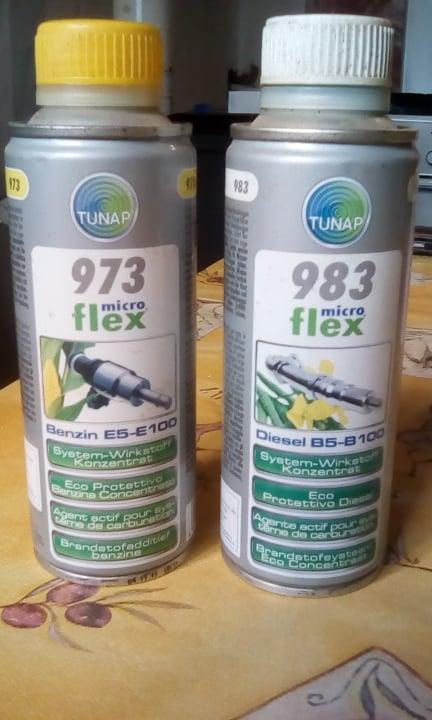 973
TUNAP
973
micro
flex
Benzin E5-E100
System-Wirkstoff
Konzentrat
Eco Protettivo
Benzina Concentrato
Agent actif pour sys-
tème de carburation
Brandstofadditief
benzine
983
TUNAP
983
micro
flex
Diesel B5-B100
System-Wirkstoff
Konzentrat
Eco
Protettivo Diesel
Agente actif pour sys-
tème de carburation
Brandstofsysteem
Eco Concentraat